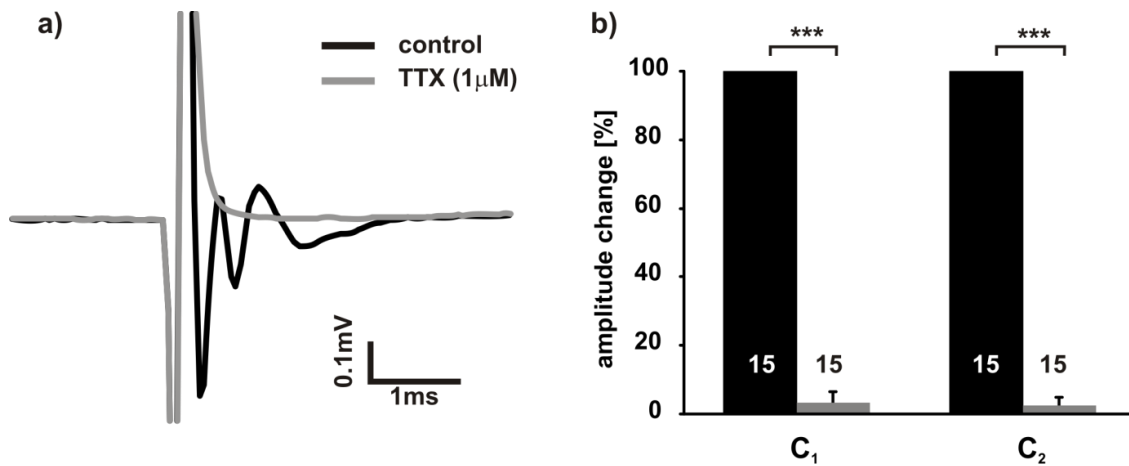 a)
control
TTX (1μM)
0.1mV
1ms
b)
*** ***
amplitude change [%]
100
80
60
40
20
0
15 15 15 15
C₁ C₂